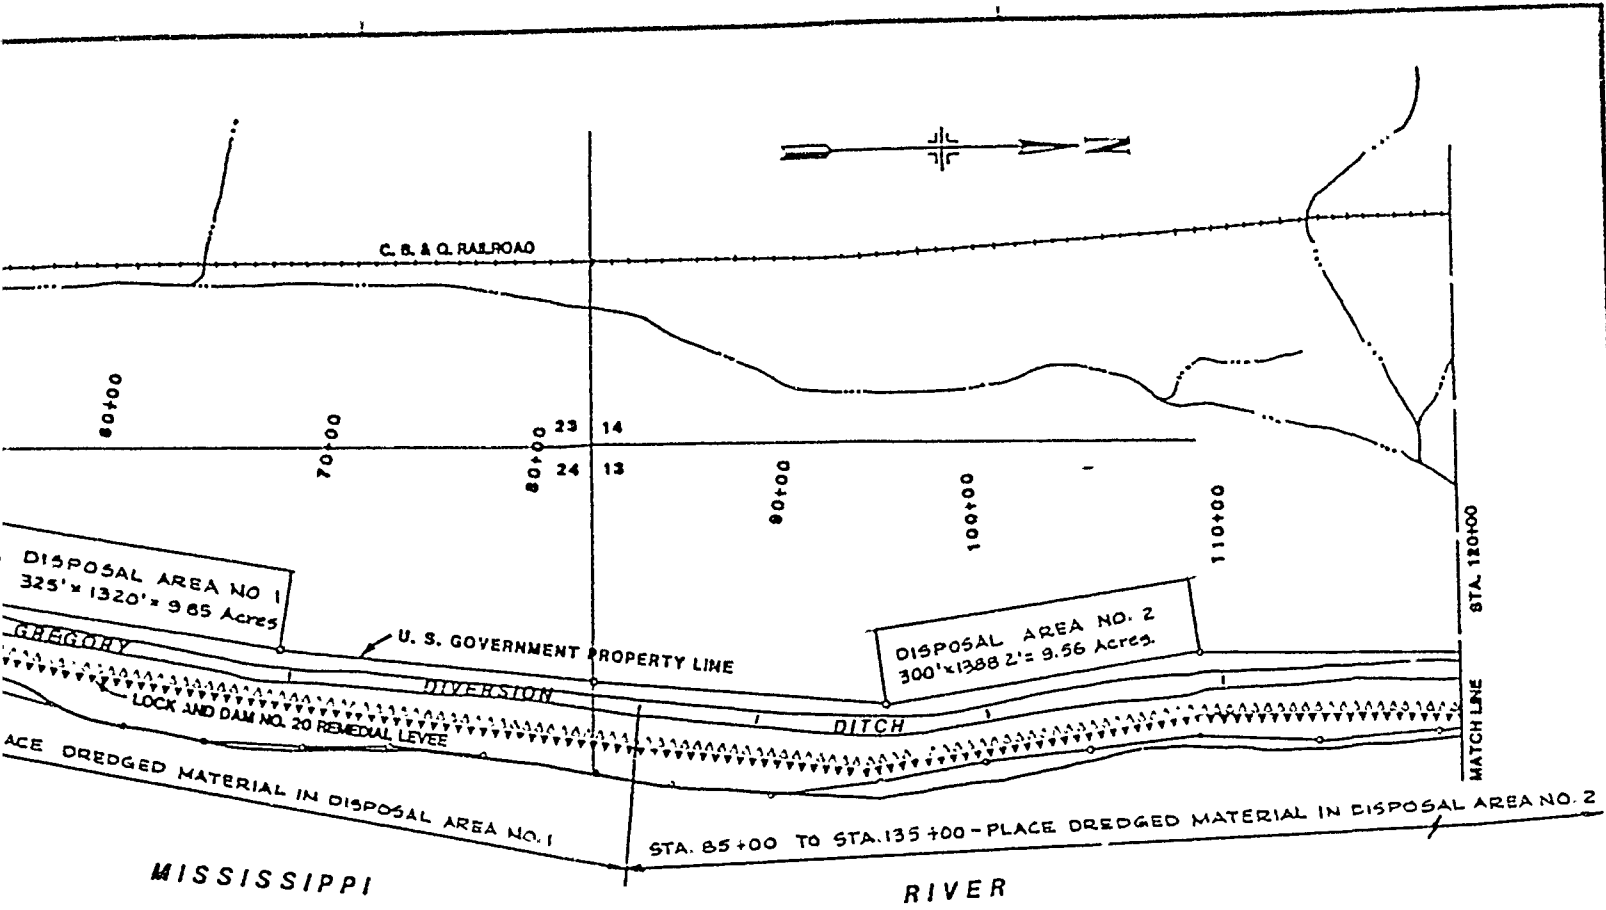 N
C. B. & Q. RAILROAD
60+00
70+00
80+00
23 14
24 13
90+00
100+00
110+00
STA. 120+00
MATCH LINE
DISPOSAL AREA NO 1
325' x 1320' = 9 85 Acres
U. S. GOVERNMENT PROPERTY LINE
DISPOSAL AREA NO. 2
300' x 1388 2' = 9.56 Acres.
GREGORY DIVERSION DITCH
LOCK AND DAM NO. 20 REMEDIAL LEVEE
ACE DREDGED MATERIAL IN DISPOSAL AREA NO. 1
STA. 85+00 TO STA. 135+00 - PLACE DREDGED MATERIAL IN DISPOSAL AREA NO. 2
MISSISSIPPI RIVER